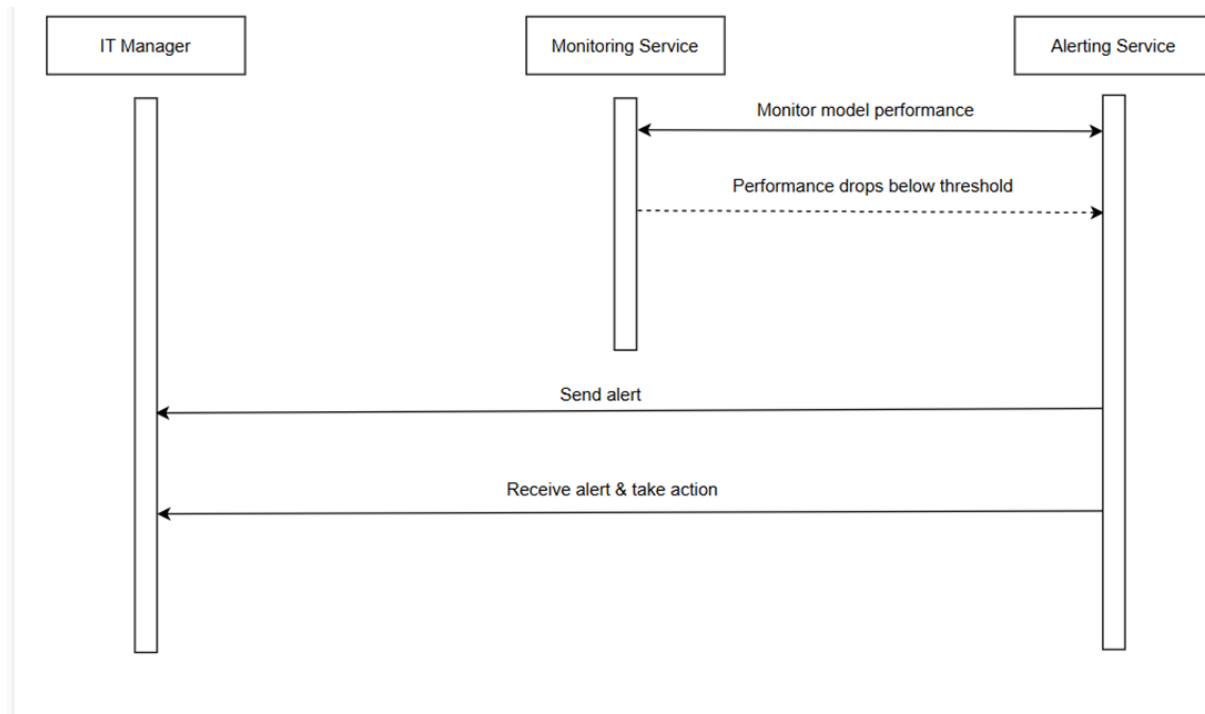 IT Manager
Monitoring Service
Alerting Service
Monitor model performance
Performance drops below threshold
Send alert
Receive alert & take action